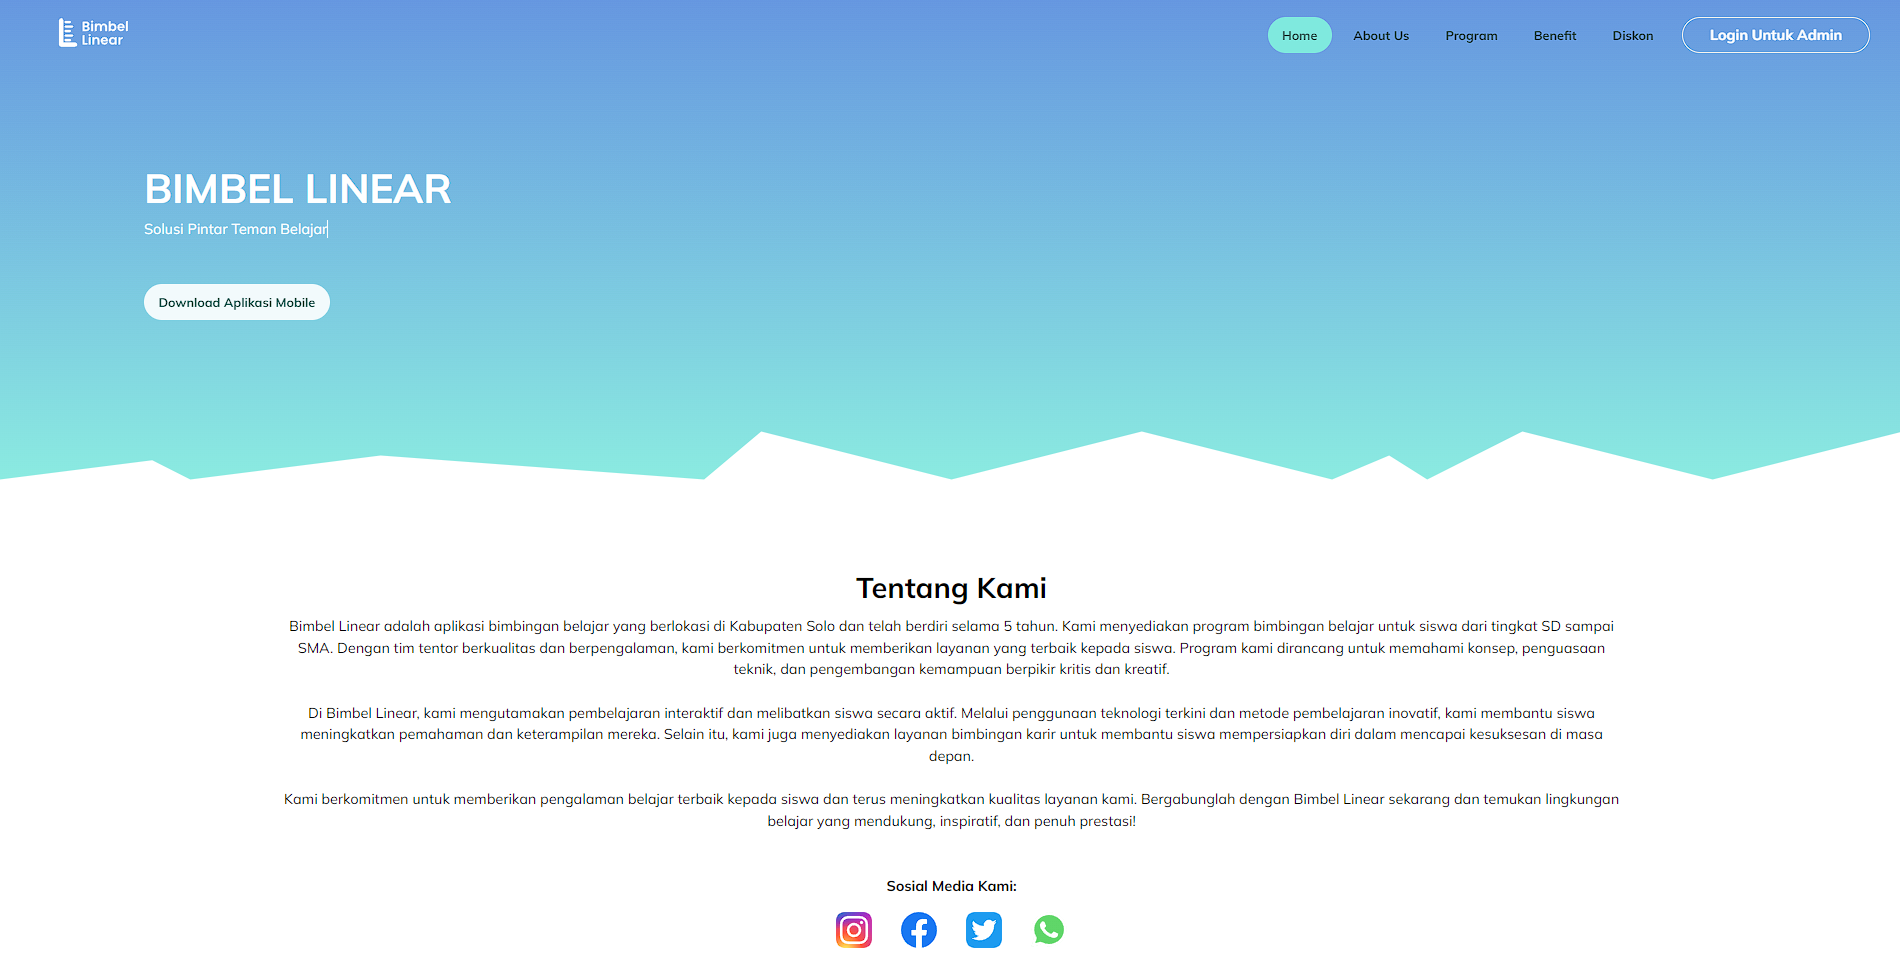 Bimbel
Linear
Home
About Us
Program
Benefit
Diskon
Login Untuk Admin
BIMBEL LINEAR
Solusi Pintar Teman Belajar
Download Aplikasi Mobile
Tentang Kami
Bimbel Linear adalah aplikasi bimbingan belajar yang berlokasi di Kabupaten Solo dan telah berdiri selama 5 tahun. Kami menyediakan program bimbingan belajar untuk siswa dari tingkat SD sampai
SMA. Dengan tim tentor berkualitas dan berpengalaman, kami berkomitmen untuk memberikan layanan yang terbaik kepada siswa. Program kami dirancang untuk memahami konsep, penguasaan
teknik, dan pengembangan kemampuan berpikir kritis dan kreatif.
Di Bimbel Linear, kami mengutamakan pembelajaran interaktif dan melibatkan siswa secara aktif. Melalui penggunaan teknologi terkini dan metode pembelajaran inovatif, kami membantu siswa
meningkatkan pemahaman dan keterampilan mereka. Selain itu, kami juga menyediakan layanan bimbingan karir untuk membantu siswa mempersiapkan diri dalam mencapai kesuksesan di masa
depan.
Kami berkomitmen untuk memberikan pengalaman belajar terbaik kepada siswa dan terus meningkatkan kualitas layanan kami. Bergabunglah dengan Bimbel Linear sekarang dan temukan lingkungan
belajar yang mendukung, inspiratif, dan penuh prestasi!
Sosial Media Kami: